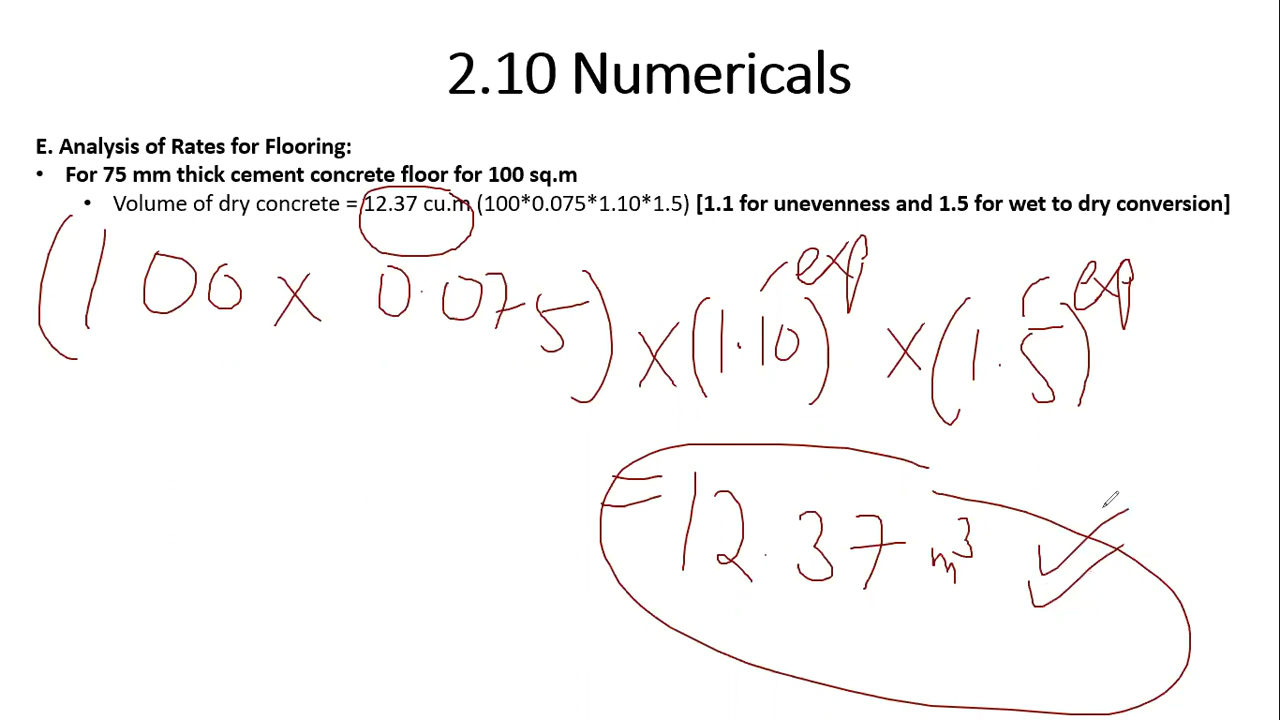 2.10 Numericals
E. Analysis of Rates for Flooring:
• For 75 mm thick cement concrete floor for 100 sq.m
• Volume of dry concrete = 12.37 cu.m (100*0.075*1.10*1.5) [1.1 for unevenness and 1.5 for wet to dry conversion]
(100 x 0.075) x (1.10)exp x (1.5)exp
= 12.37 m³